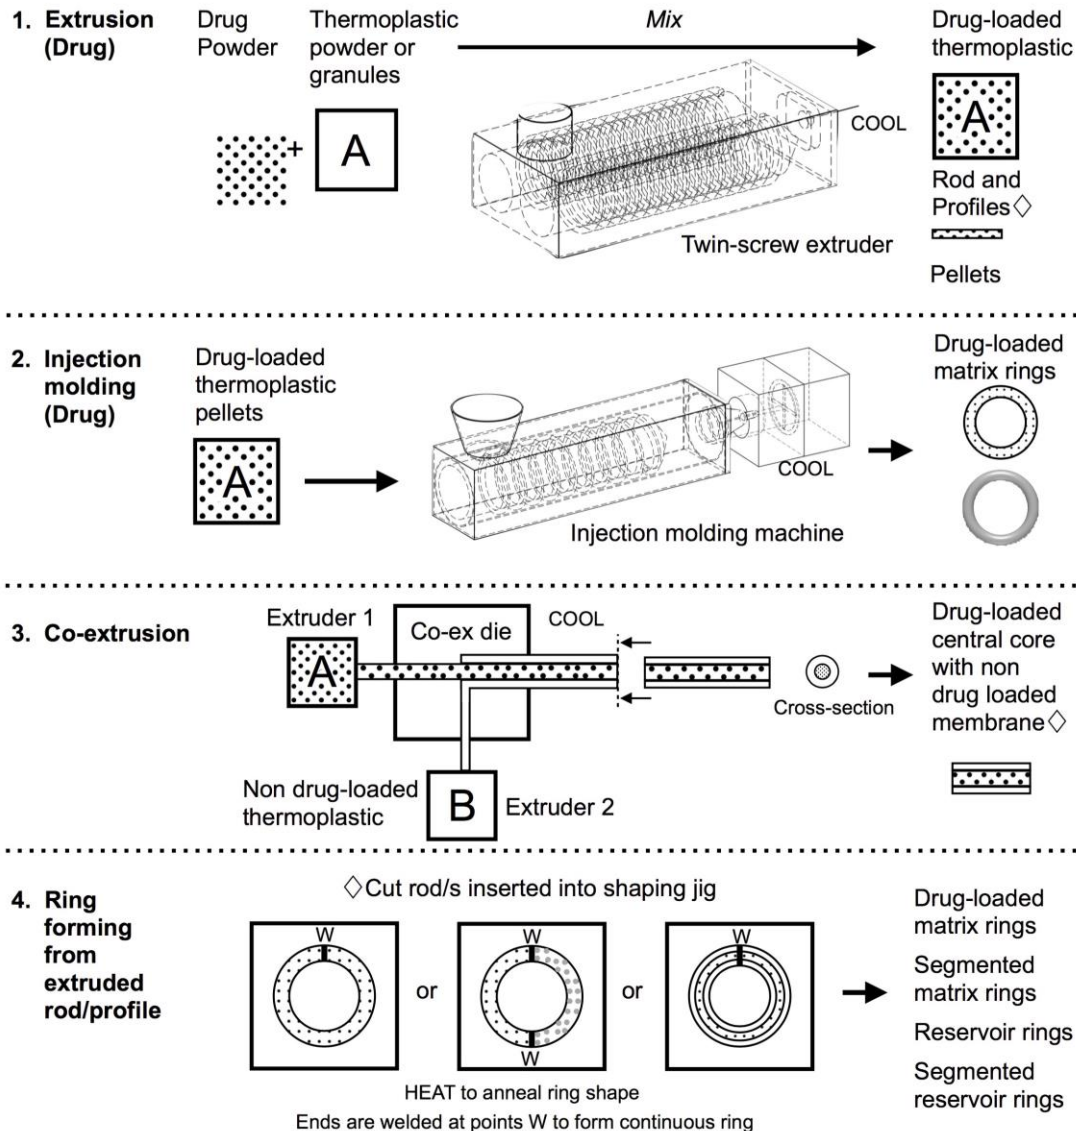 1. Extrusion
(Drug)
Drug
Powder
Thermoplastic
powder or
granules
Mix
Drug-loaded
thermoplastic
+
A
COOL
A
Rod and
Profiles◇
Twin-screw extruder
Pellets
2. Injection
molding
(Drug)
Drug-loaded
thermoplastic
pellets
A
COOL
Injection molding machine
Drug-loaded
matrix rings
3. Co-extrusion
Extruder 1
A
Co-ex die
COOL
Cross-section
Non drug-loaded
thermoplastic
B
Extruder 2
Drug-loaded
central core
with non
drug loaded
membrane◇
4. Ring
forming
from
extruded
rod/profile
◇Cut rod/s inserted into shaping jig
W
or
W
W
or
W
HEAT to anneal ring shape
Ends are welded at points W to form continuous ring
Drug-loaded
matrix rings
Segmented
matrix rings
Reservoir rings
Segmented
reservoir rings